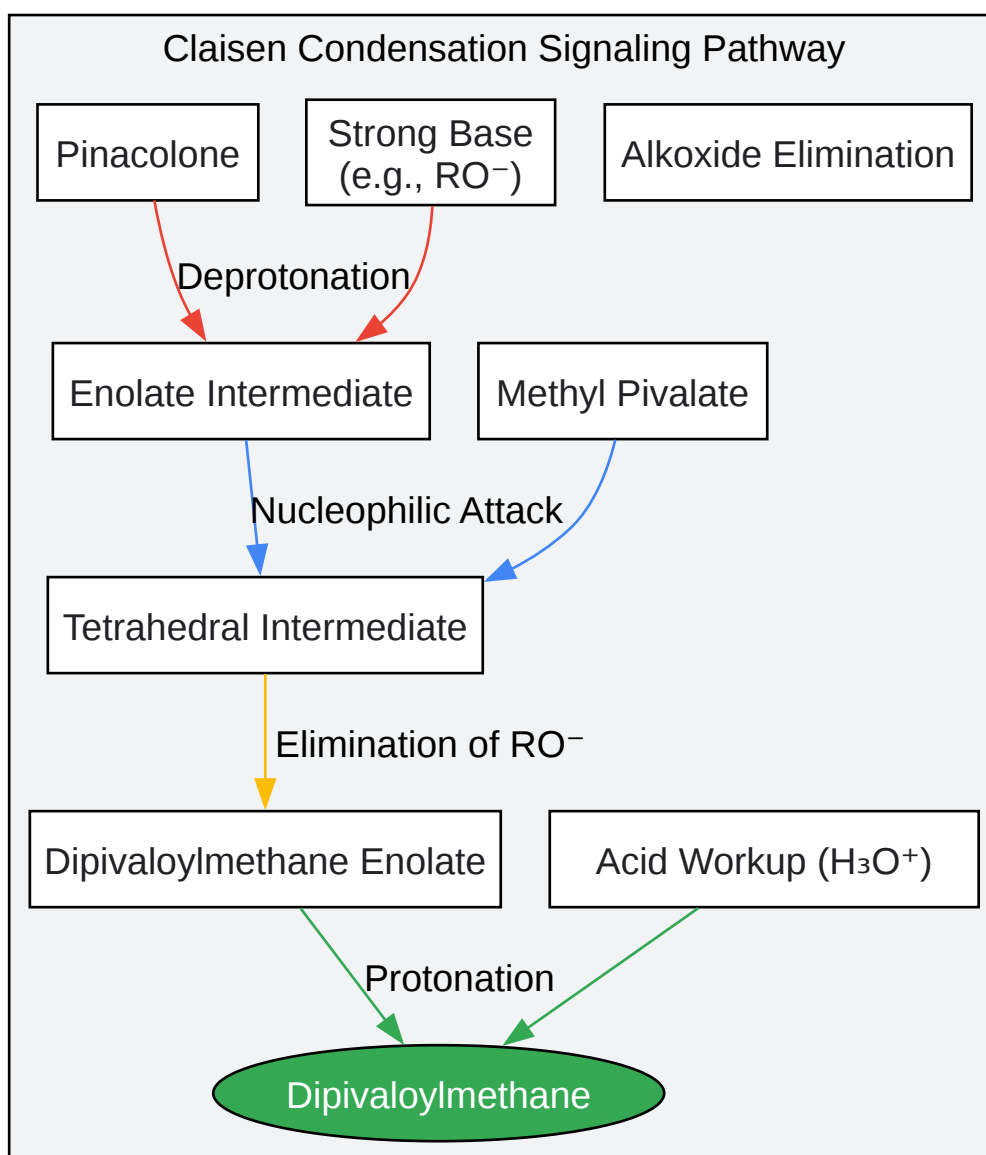 Claisen Condensation Signaling Pathway
Pinacolone
Strong Base
(e.g., RO⁻)
Alkoxide Elimination
Deprotonation
Enolate Intermediate
Methyl Pivalate
Nucleophilic Attack
Tetrahedral Intermediate
Elimination of RO⁻
Dipivaloylmethane Enolate
Acid Workup (H₃O⁺)
Protonation
Dipivaloylmethane